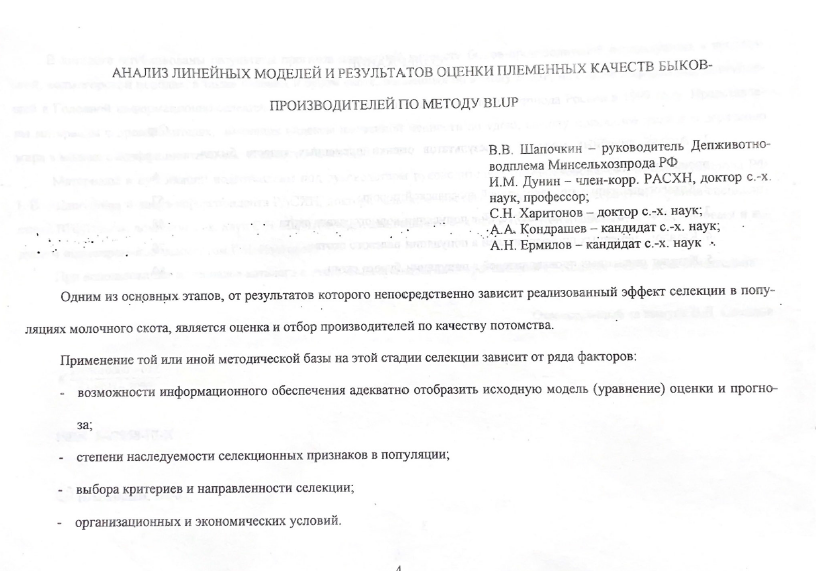 АНАЛИЗ ЛИНЕЙНЫХ МОДЕЛЕЙ И РЕЗУЛЬТАТОВ ОЦЕНКИ ПЛЕМЕННЫХ КАЧЕСТВ БЫКОВ-
ПРОИЗВОДИТЕЛЕЙ ПО МЕТОДУ BLUP
В.В. Шапочкин – руководитель Депживотно-
водплема Минсельхозпрода РФ
И.М. Дунин – член-корр. РАСХН, доктор с.-х.
наук, профессор;
С.Н. Харитонов – доктор с.-х. наук;
А.А. Кондрашев – кандидат с.-х. наук;
А.Н. Ермилов – кандидат с.-х. наук
Одним из основных этапов, от результатов которого непосредственно зависит реализованный эффект селекции в попу-
ляциях молочного скота, является оценка и отбор производителей по качеству потомства.
Применение той или иной методической базы на этой стадии селекции зависит от ряда факторов:
- возможности информационного обеспечения адекватно отобразить исходную модель (уравнение) оценки и прогно-
за;
- степени наследуемости селекционных признаков в популяции;
- выбора критериев и направленности селекции;
- организационных и экономических условий.
4